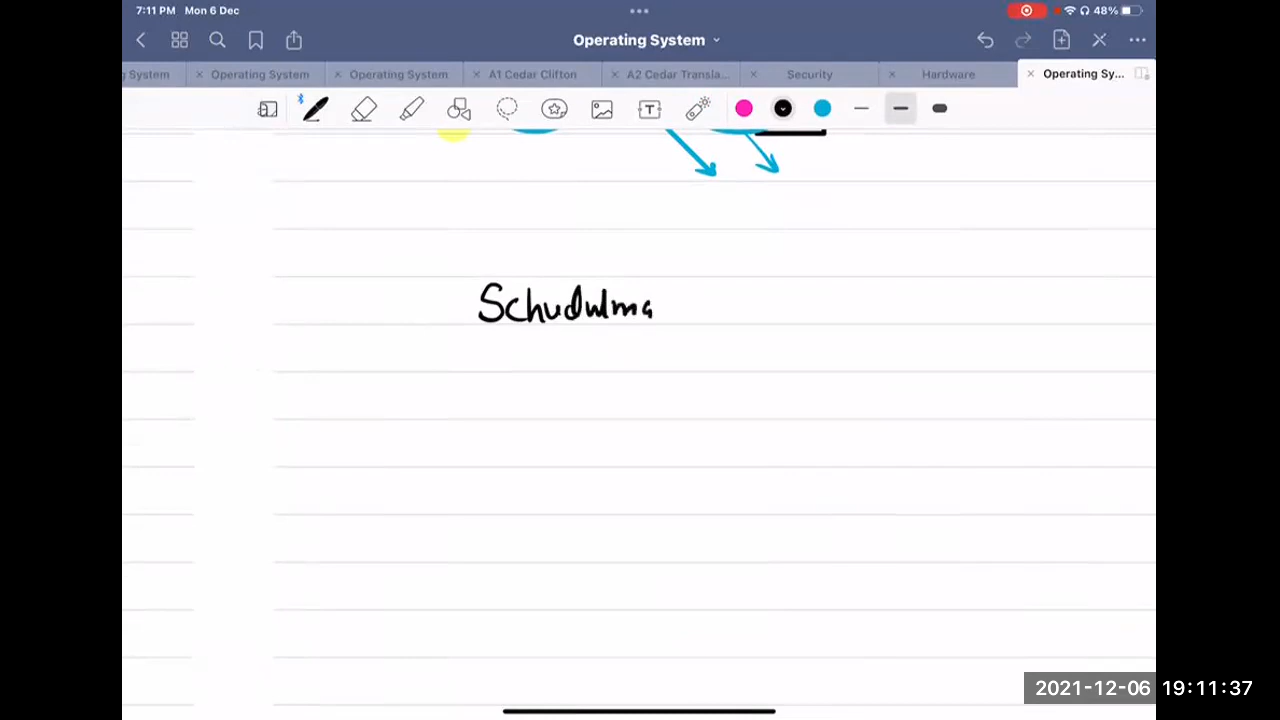 7:11 PM Mon 6 Dec
48%
Operating System
g System
Operating System
Operating System
A1 Cedar Clifton
A2 Cedar Transla...
Security
Hardware
Operating Sy...
T
Schudulma
2021-12-06 19:11:37